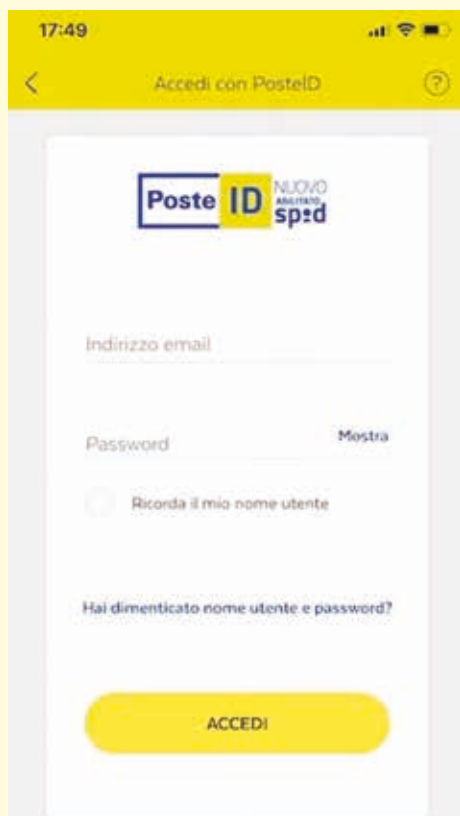 17:49
Accedi con PosteID
Poste ID NUOVO
ABILITATO
spid
Indirizzo email
Password Mostra
Ricorda il mio nome utente
Hai dimenticato nome utente e password?
ACCEDI